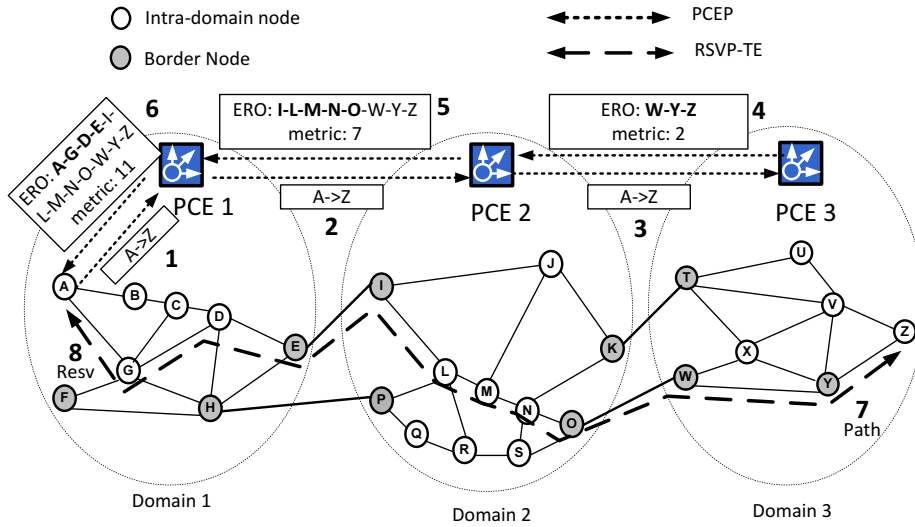 Intra-domain node
Border Node
PCEP
RSVP-TE
6
ERO: A-G-D-E-I-
L-M-N-O-W-Y-Z
metric: 11
A->Z
1
ERO: I-L-M-N-O-W-Y-Z
metric: 7
5
ERO: W-Y-Z
metric: 2
4
PCE 1
A->Z
2
PCE 2
A->Z
3
PCE 3
A
B
C
D
E
F
G
H
8
Resv
I
J
K
L
M
N
O
P
Q
R
S
T
U
V
W
X
Y
Z
7
Path
Domain 1
Domain 2
Domain 3